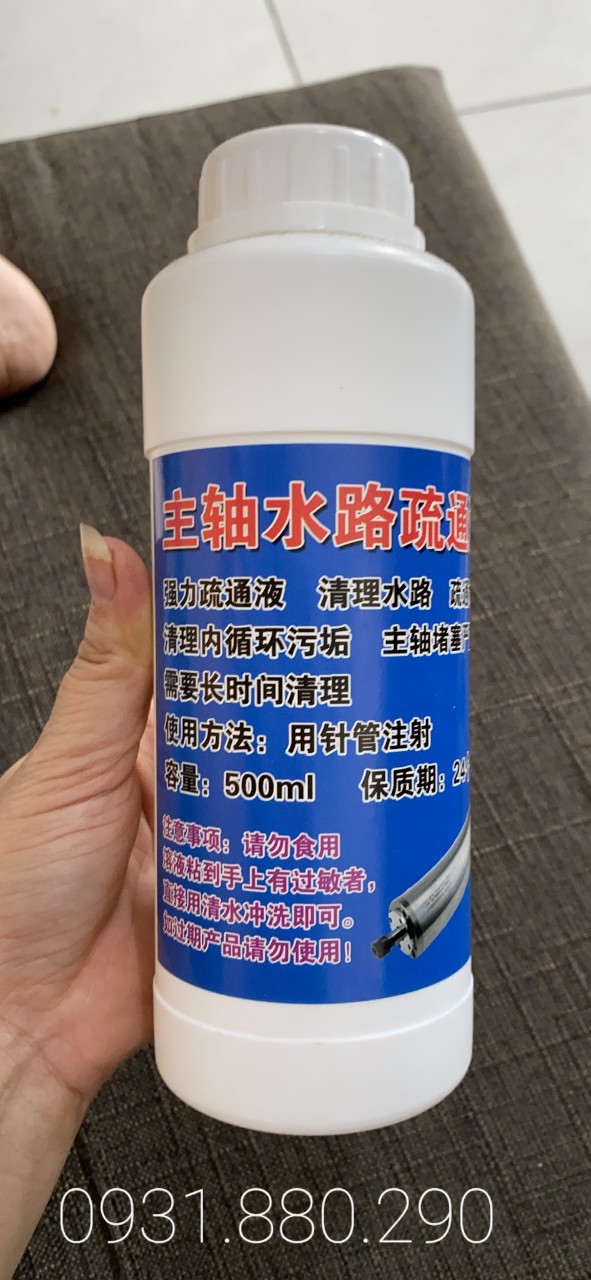 主轴水路疏通
强力疏通液 清理水路 疏通
清理内循环污垢 主轴堵塞严
需要长时间清理
使用方法：用针管注射
容量：500ml 保质期：24
注意事项：请勿食用
溶液粘到手上有过敏者，
直接用清水冲洗即可。
如过期产品请勿使用！
0931.880.290